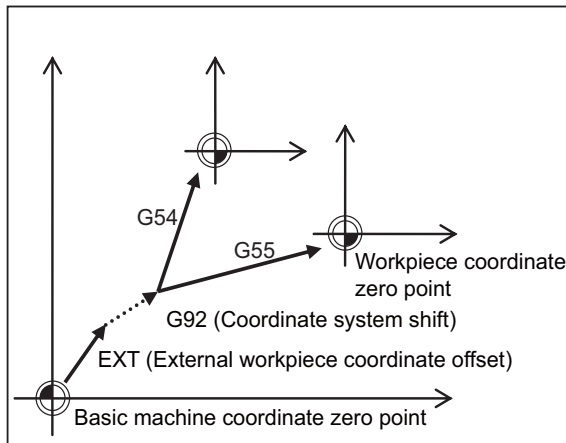 G54
G55
Workpiece coordinate
zero point
G92 (Coordinate system shift)
EXT (External workpiece coordinate offset)
Basic machine coordinate zero point